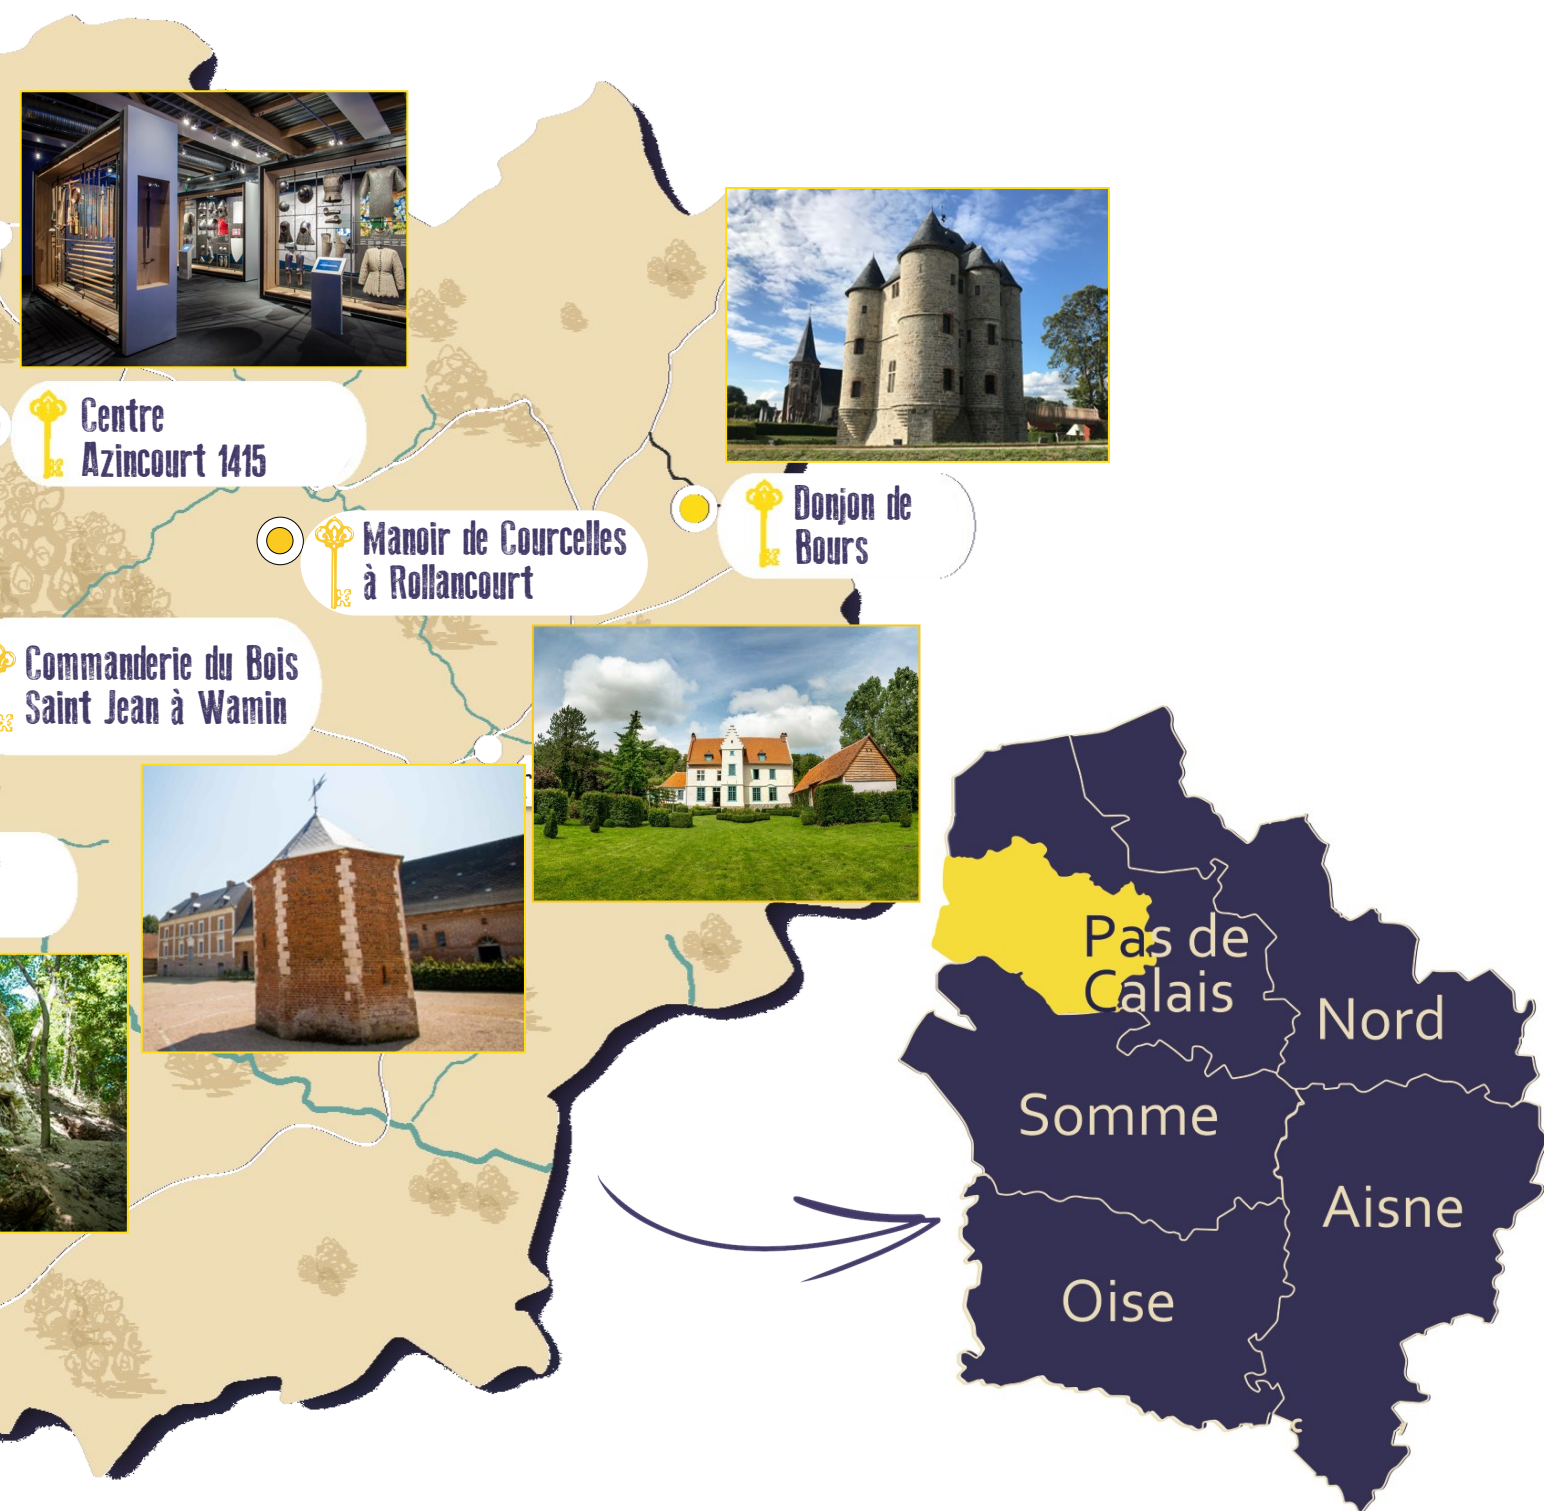 Centre
Azincourt 1415
Donjon de
Bours
Manoir de Courcelles
à Rollancourt
Commanderie du Bois
Saint Jean à Wamin
Pas de
Calais
Nord
Somme
Aisne
Oise